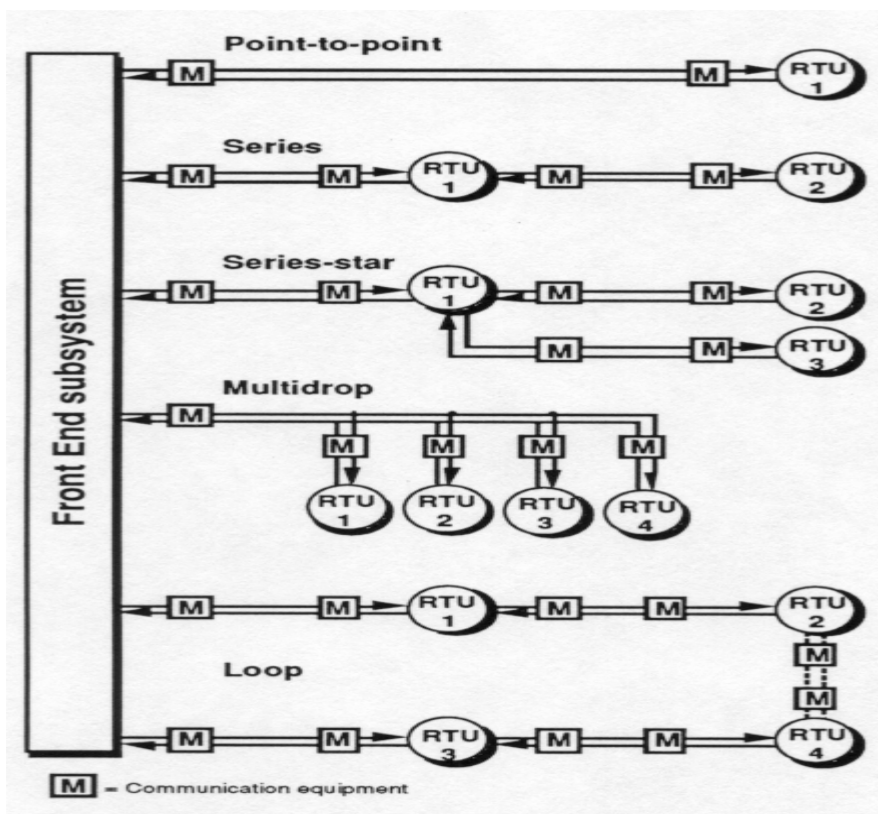 Point-to-point
M M RTU 1
Series
M M RTU 1 M M RTU 2
Series-star
M M RTU 1 M M RTU 2
M M RTU 3
Multidrop
M
M M M M
RTU 1 RTU 2 RTU 3 RTU 4
Front End subsystem
M M RTU 1 M M RTU 2
M
Loop
M
M M RTU 3 M M RTU 4
M = Communication equipment